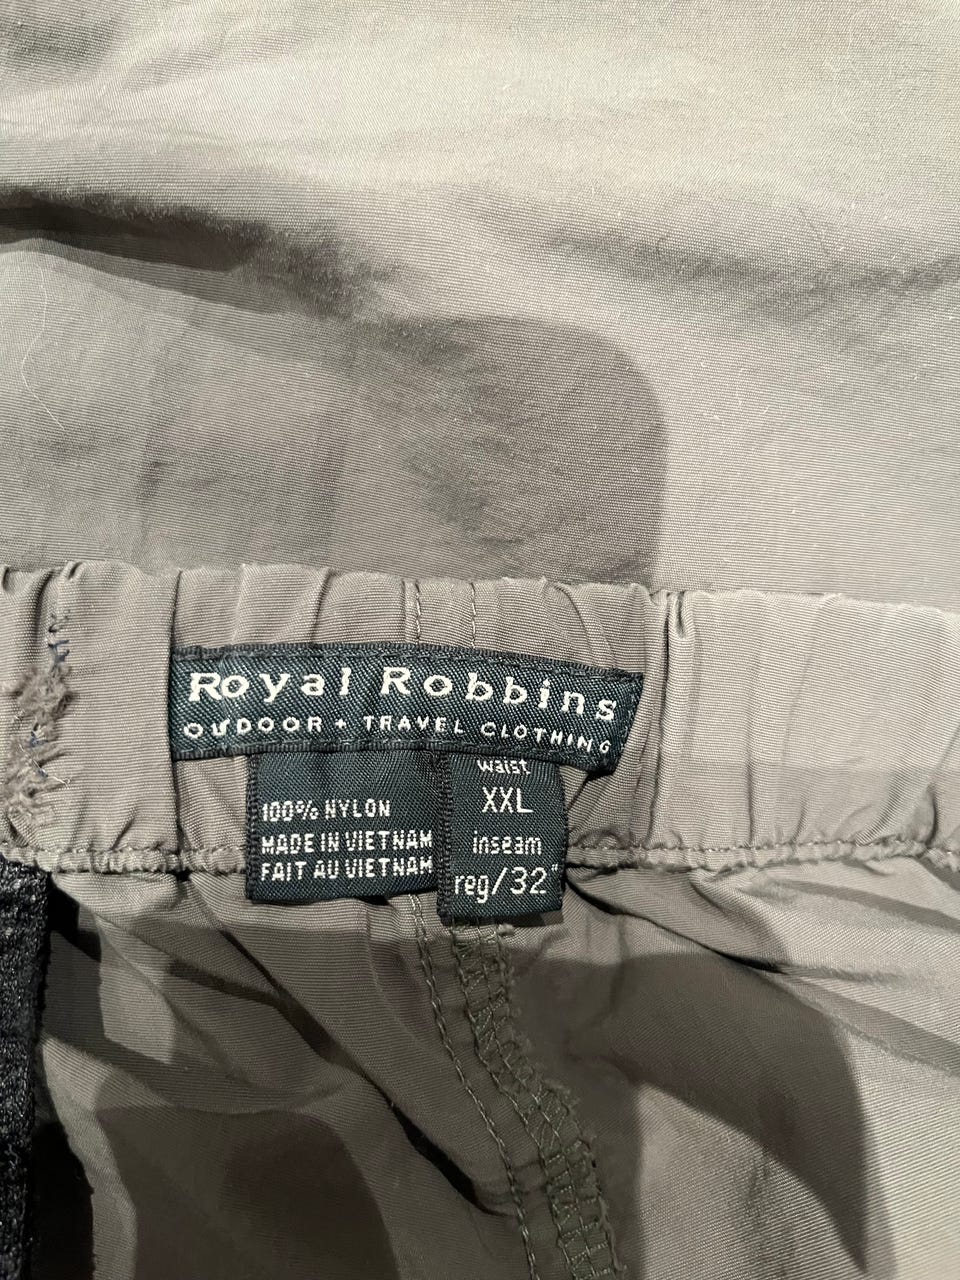 Royal Robbins
OUTDOOR + TRAVEL CLOTHING
100% NYLON
MADE IN VIETNAM
FAIT AU VIETNAM
waist
XXL
inseam
reg/32"